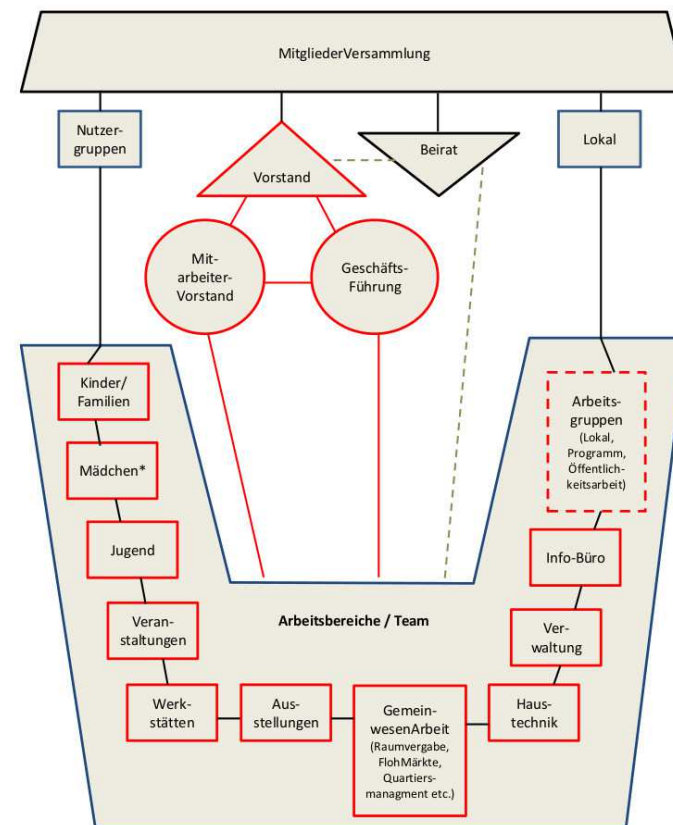 MitgliederVersammlung
Nutzer-
gruppen
Vorstand
Beirat
Lokal
Mit-
arbeiter-
Vorstand
Geschäfts-
Führung
Kinder/
Familien
Mädchen*
Jugend
Veran-
staltungen
Werk-
stätten
Aus-
stellungen
Gemein-
wesenArbeit
(Raumvergabe,
FlohMärkte,
Quartiers-
managment etc.)
Haus-
technik
Ver-
waltung
Info-Büro
Arbeits-
gruppen
(Lokal,
Programm,
Öffentlich-
keitsarbeit)
Arbeitsbereiche / Team